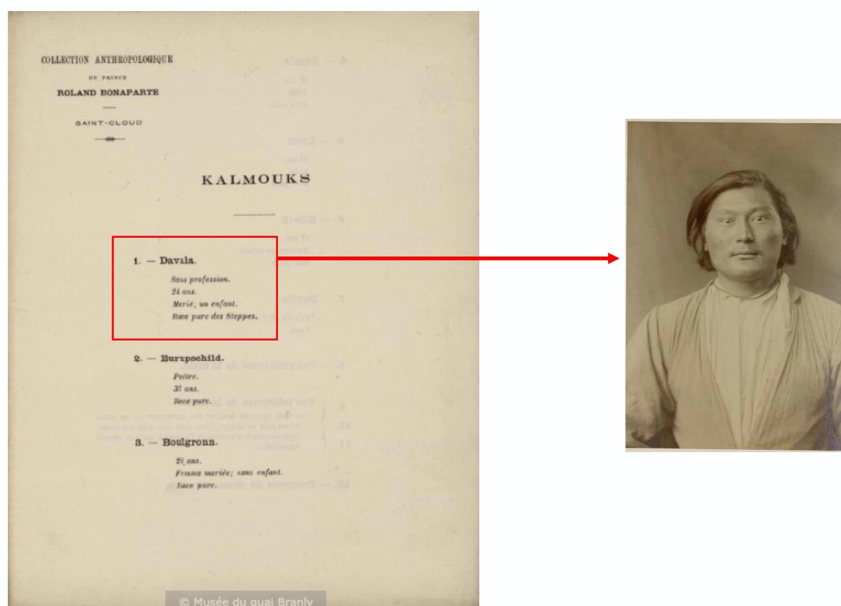 COLLECTION ANTHROPOLOGIQUE
DU PRINCE
ROLAND BONAPARTE
SAINT-CLOUD
KALMOUKS
1. — Davala.
Sans profession.
24 ans.
Marié; un enfant.
Race pure des Steppes.
2. — Burupschild.
Prêtre.
ans.
Race pure.
3. — Boulgronn.
ans.
Femme mariée; sans enfant.
Race pure.
© Musée du quai Branly